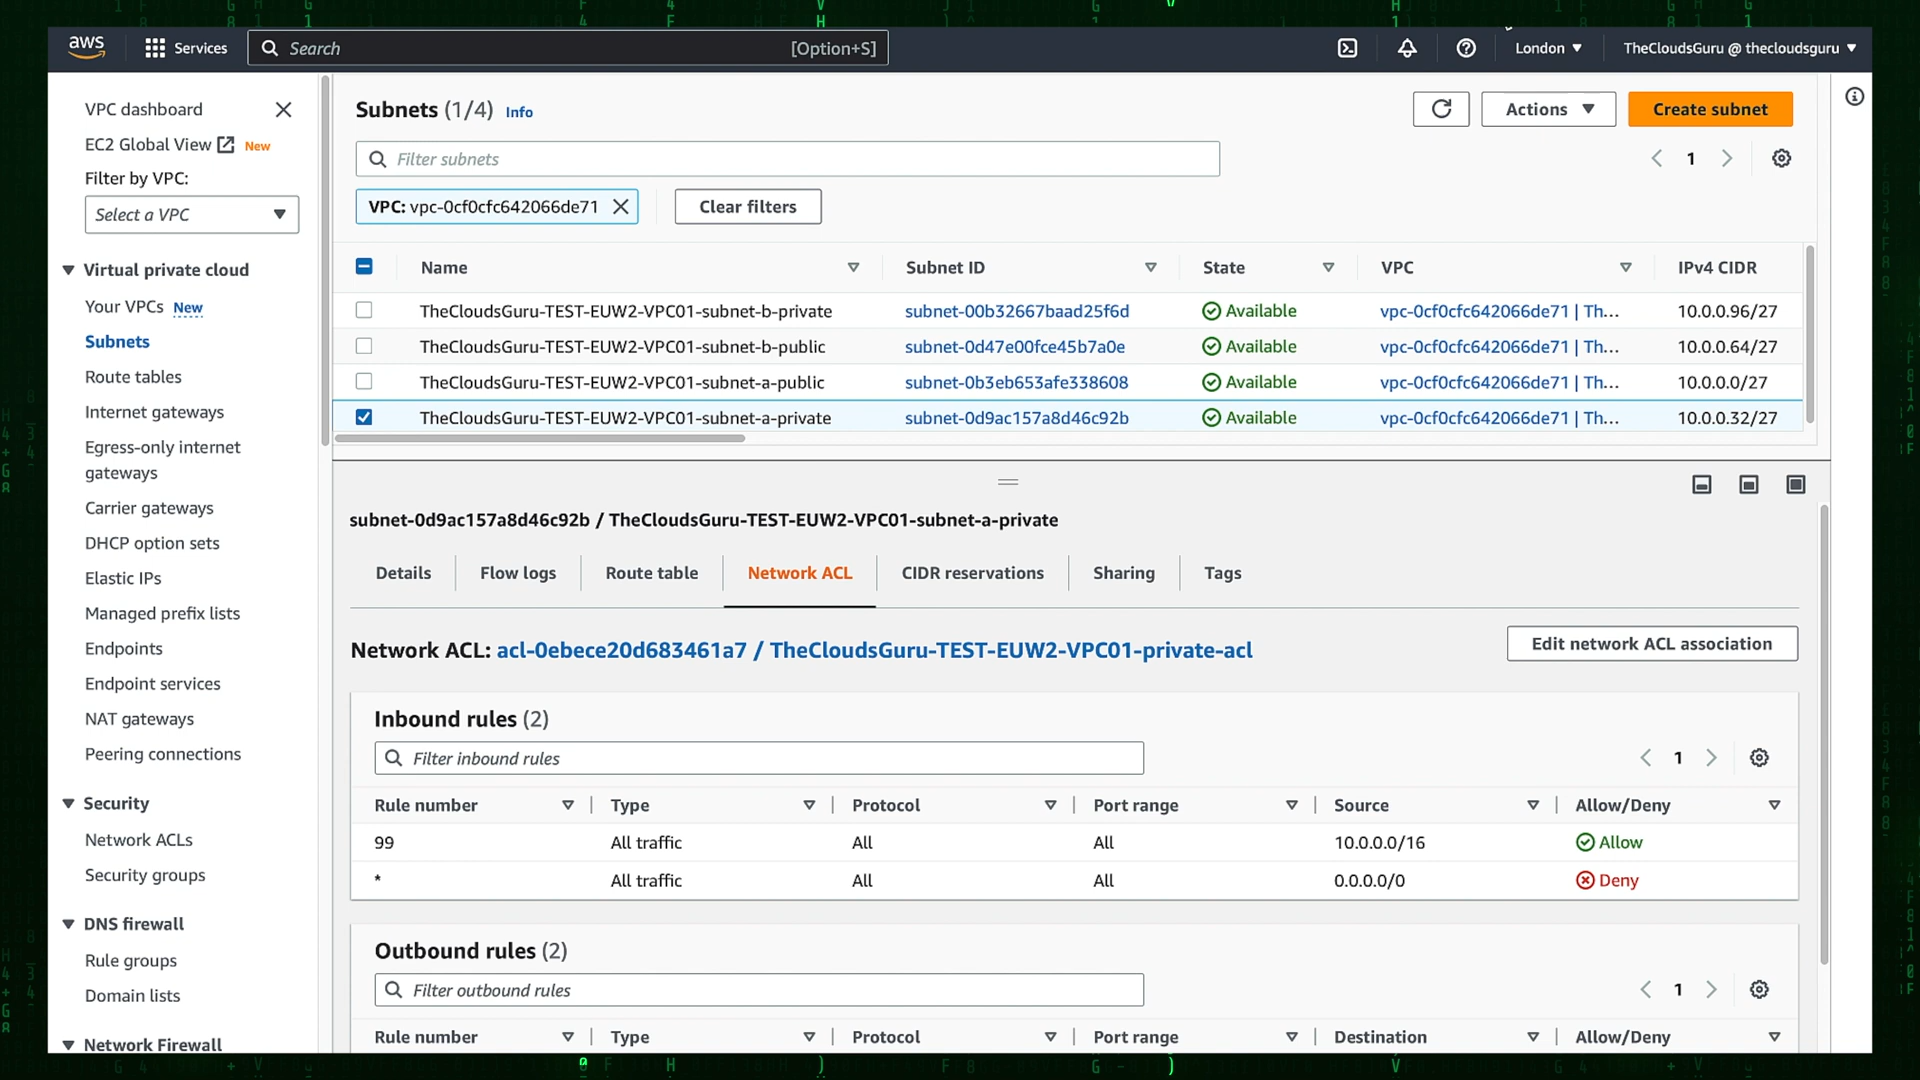 aws
Services
Search [Option+S]
London
TheCloudsGuru @ thecloudsguru
VPC dashboard
EC2 Global View New
Filter by VPC:
Select a VPC
Virtual private cloud
Your VPCs New
Subnets
Route tables
Internet gateways
Egress-only internet
gateways
Carrier gateways
DHCP option sets
Elastic IPs
Managed prefix lists
Endpoints
Endpoint services
NAT gateways
Peering connections
Security
Network ACLs
Security groups
DNS firewall
Rule groups
Domain lists
Network Firewall
Subnets (1/4) Info
Actions
Create subnet
Filter subnets
1
VPC: vpc-0cf0cfc642066de71
Clear filters
Name Subnet ID State VPC IPv4 CIDR
TheCloudsGuru-TEST-EUW2-VPC01-subnet-b-private subnet-00b32667baad25f6d Available vpc-0cf0cfc642066de71 | Th... 10.0.0.96/27
TheCloudsGuru-TEST-EUW2-VPC01-subnet-b-public subnet-0d47e00fce45b7a0e Available vpc-0cf0cfc642066de71 | Th... 10.0.0.64/27
TheCloudsGuru-TEST-EUW2-VPC01-subnet-a-public subnet-0b3eb653afe338608 Available vpc-0cf0cfc642066de71 | Th... 10.0.0.0/27
TheCloudsGuru-TEST-EUW2-VPC01-subnet-a-private subnet-0d9ac157a8d46c92b Available vpc-0cf0cfc642066de71 | Th... 10.0.0.32/27
subnet-0d9ac157a8d46c92b / TheCloudsGuru-TEST-EUW2-VPC01-subnet-a-private
Details Flow logs Route table Network ACL CIDR reservations Sharing Tags
Network ACL: acl-0ebece20d683461a7 / TheCloudsGuru-TEST-EUW2-VPC01-private-acl
Edit network ACL association
Inbound rules (2)
Filter inbound rules
1
Rule number Type Protocol Port range Source Allow/Deny
99 All traffic All All 10.0.0.0/16 Allow
* All traffic All All 0.0.0.0/0 Deny
Outbound rules (2)
Filter outbound rules
1
Rule number Type Protocol Port range Destination Allow/Deny